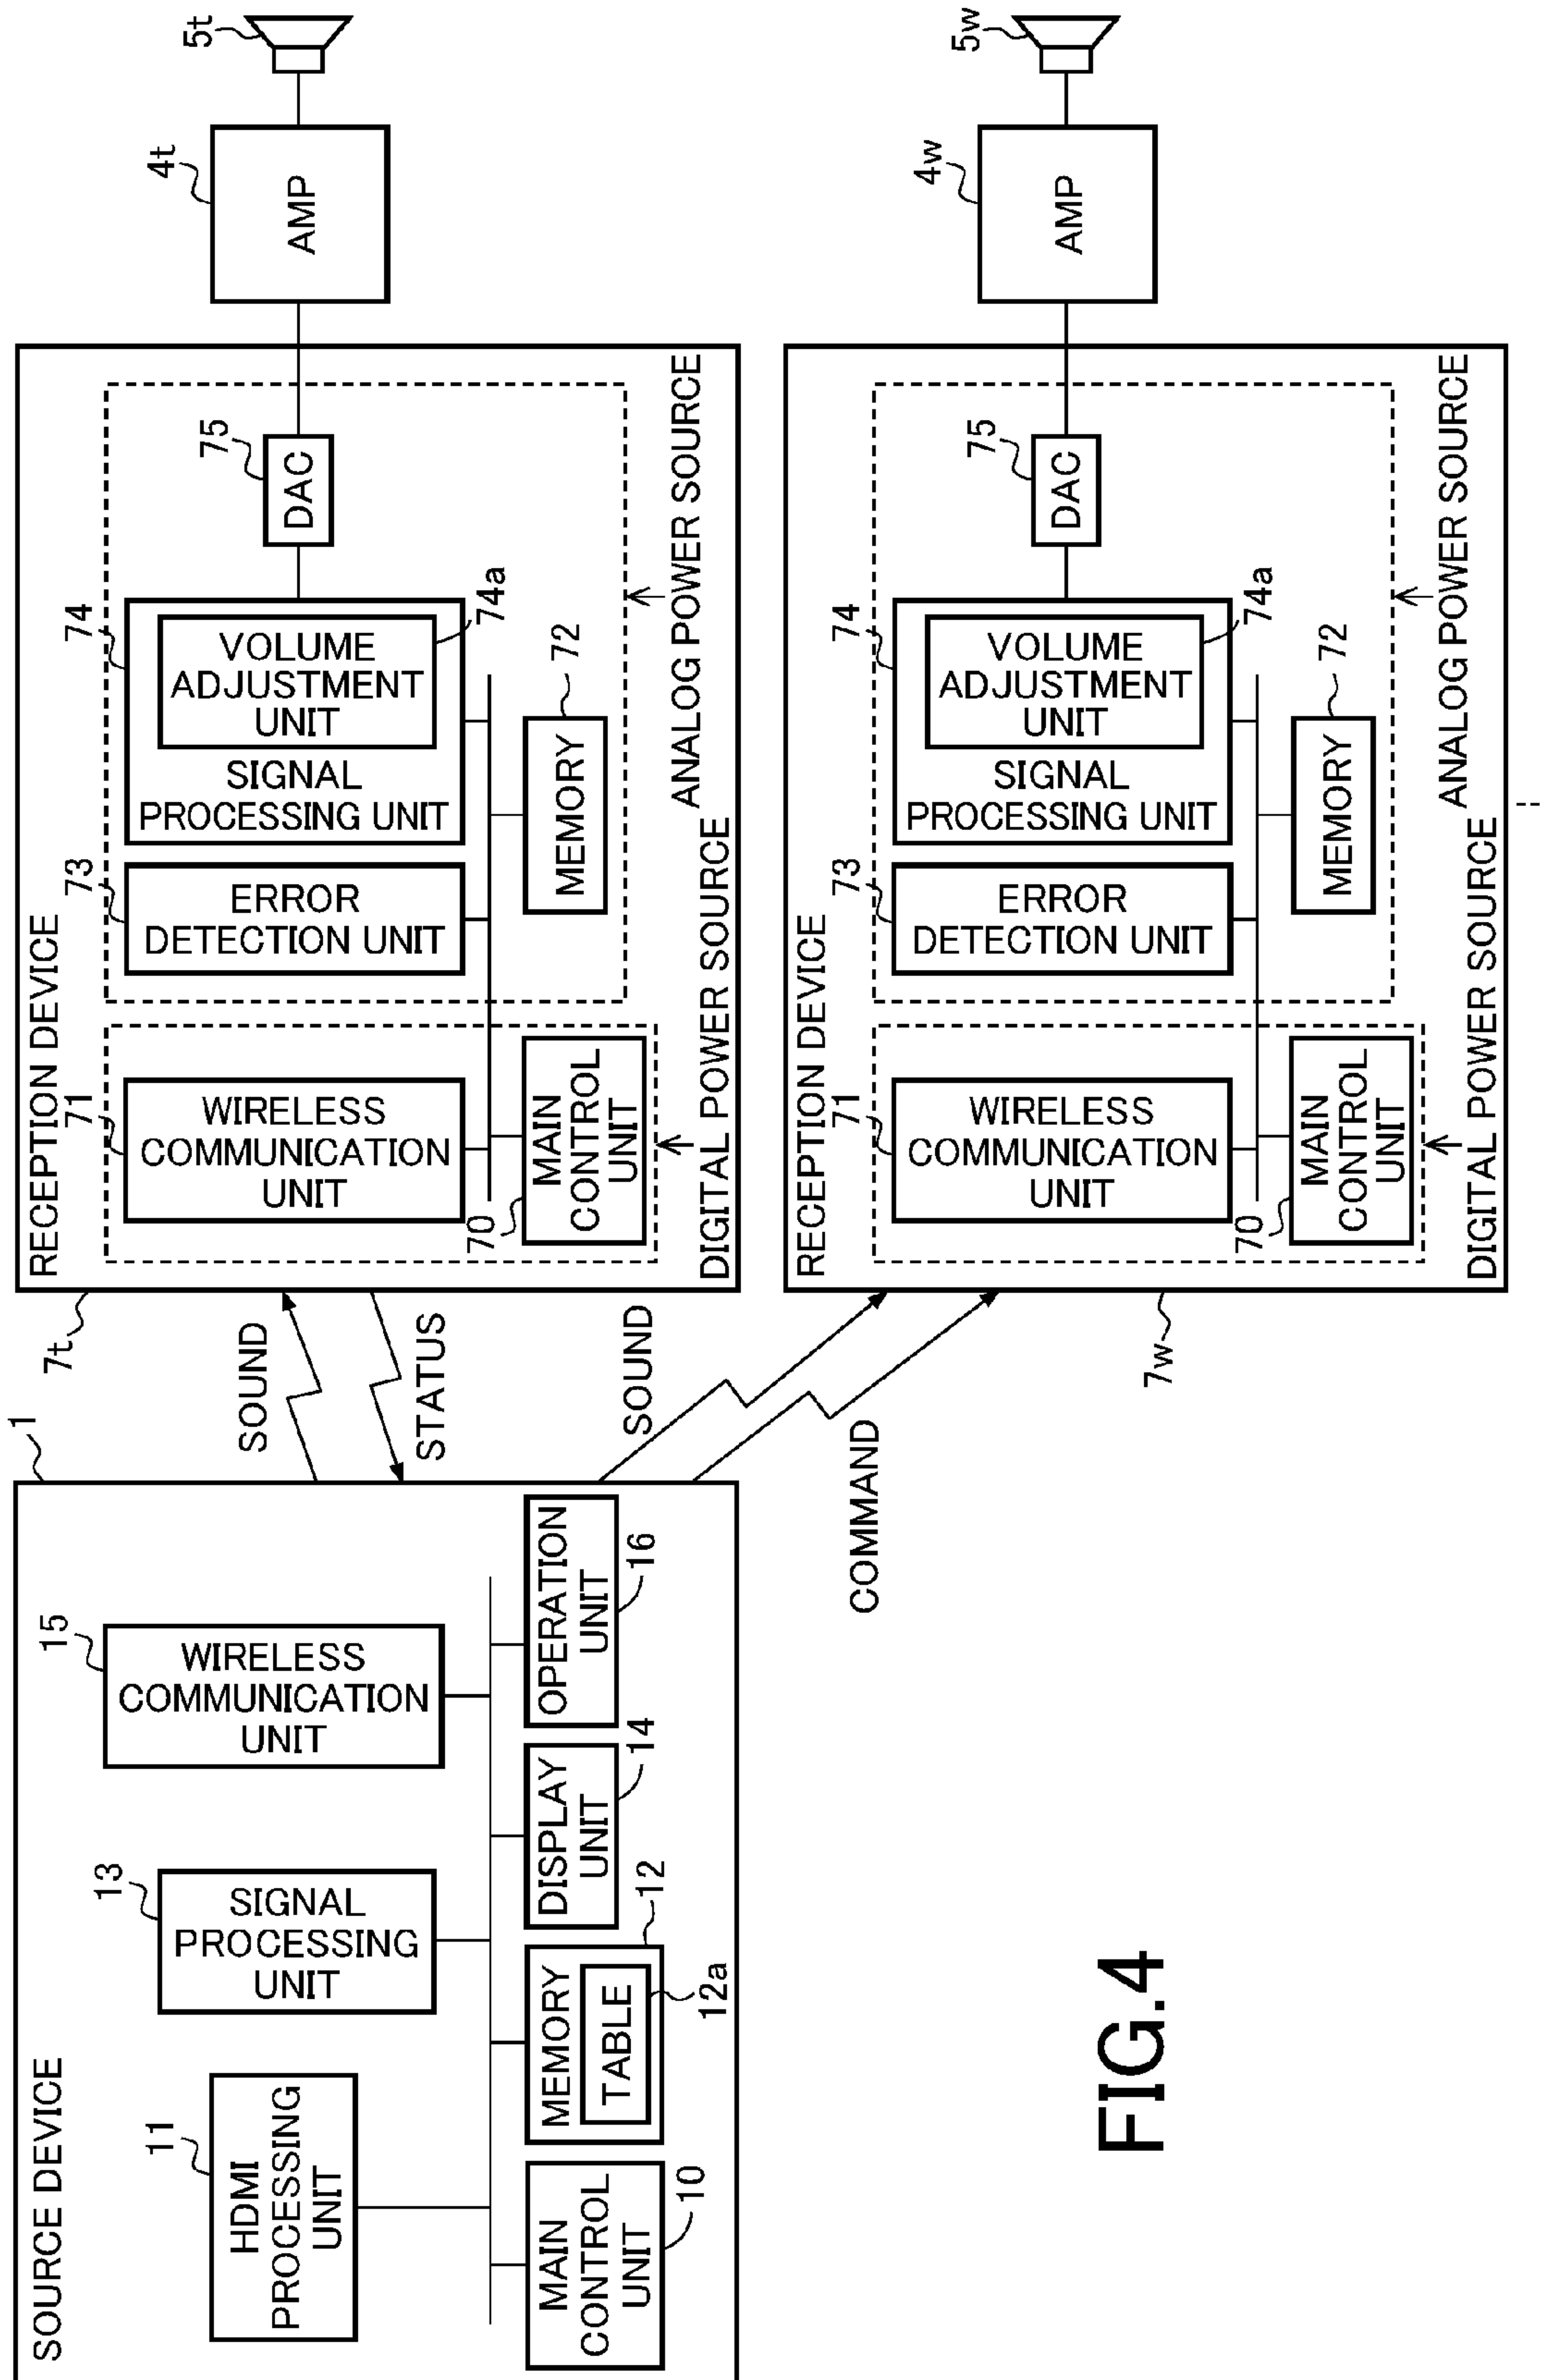 SOURCE DEVICE
1
11
HDMI
PROCESSING
UNIT
13
SIGNAL
PROCESSING
UNIT
15
WIRELESS
COMMUNICATION
UNIT
MAIN
CONTROL
UNIT
10
MEMORY
TABLE
12
12a
DISPLAY
UNIT
14
OPERATION
UNIT
16
SOUND
STATUS
SOUND
COMMAND
7t
RECEPTION DEVICE
71
WIRELESS
COMMUNICATION
UNIT
70
MAIN
CONTROL
UNIT
73
ERROR
DETECTION UNIT
74
VOLUME
ADJUSTMENT
UNIT
74a
SIGNAL
PROCESSING UNIT
MEMORY
72
75
DAC
DIGITAL POWER SOURCE
ANALOG POWER SOURCE
4t
AMP
5t
7w
RECEPTION DEVICE
71
WIRELESS
COMMUNICATION
UNIT
70
MAIN
CONTROL
UNIT
73
ERROR
DETECTION UNIT
74
VOLUME
ADJUSTMENT
UNIT
74a
SIGNAL
PROCESSING UNIT
MEMORY
72
75
DAC
DIGITAL POWER SOURCE
ANALOG POWER SOURCE
4w
AMP
5w
FIG.4